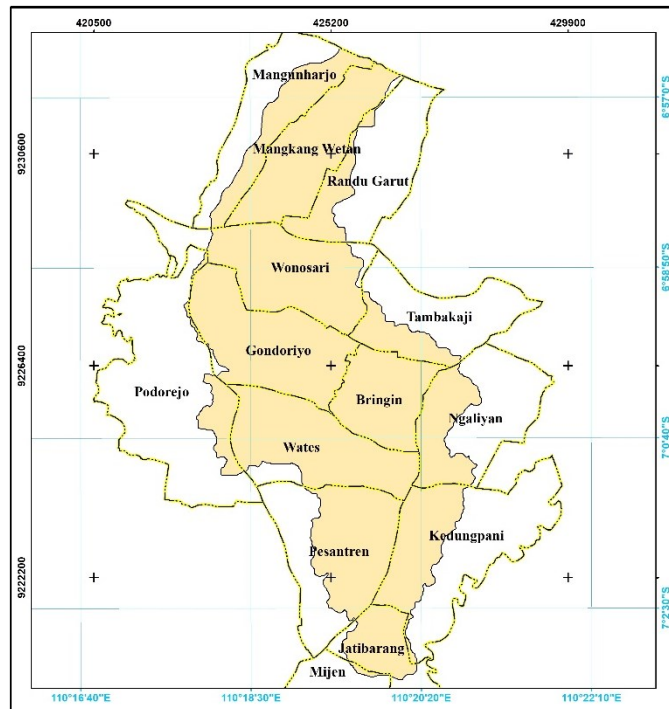 420500
425200
429900
Mangunharjo
6°57'0"S
9230600
Mangkang Wetan
Randu Garut
Wonosari
6°58'50"S
Tambakaji
Gondoriyo
9226400
Podorejo
Bringin
Ngaliyan
7°0'40"S
Wates
Kedungpani
Pesantren
9222200
7°2'30"S
Jatibarang
Mijen
110°16'40"E
110°18'30"E
110°20'20"E
110°22'10"E